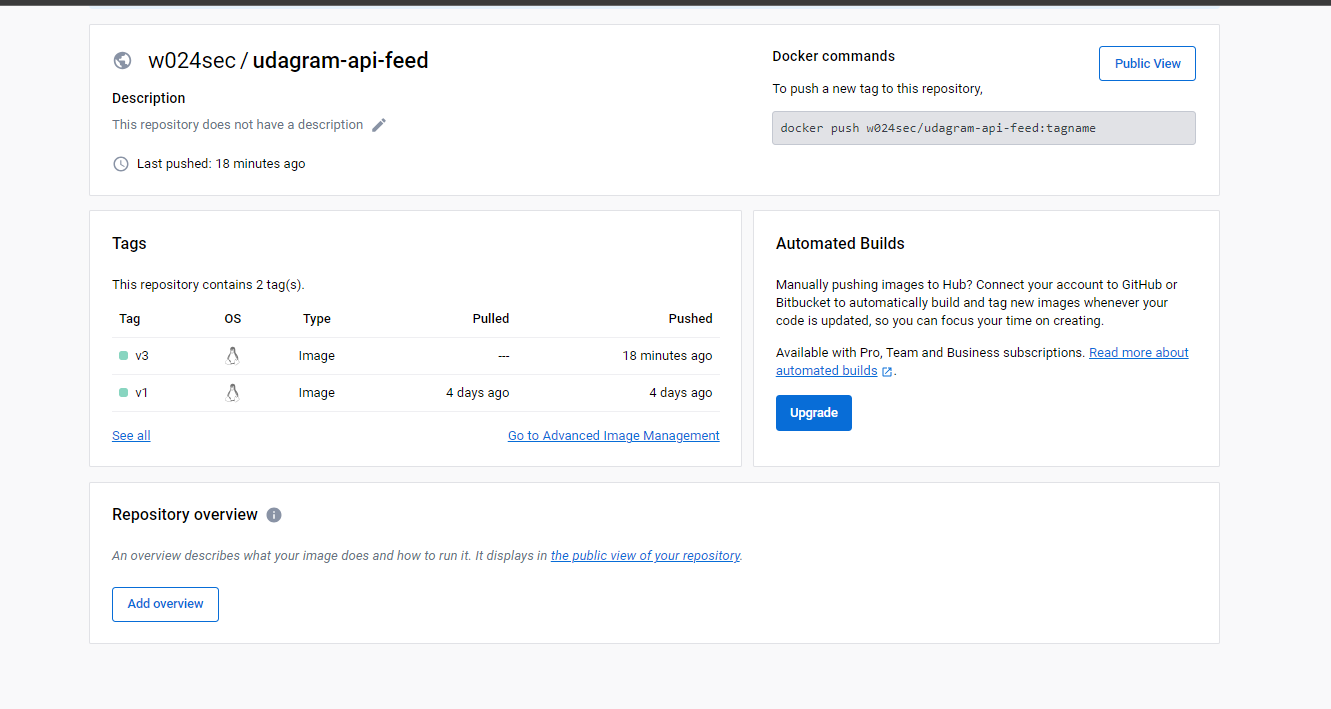 w024sec / udagram-api-feed
Description
This repository does not have a description
Last pushed: 18 minutes ago
Docker commands
Public View
To push a new tag to this repository,
docker push w024sec/udagram-api-feed:tagname
Tags
This repository contains 2 tag(s).
Tag OS Type Pulled Pushed
v3 Image --- 18 minutes ago
v1 Image 4 days ago 4 days ago
See all Go to Advanced Image Management
Automated Builds
Manually pushing images to Hub? Connect your account to GitHub or
Bitbucket to automatically build and tag new images whenever your
code is updated, so you can focus your time on creating.
Available with Pro, Team and Business subscriptions. Read more about
automated builds.
Upgrade
Repository overview
An overview describes what your image does and how to run it. It displays in the public view of your repository.
Add overview